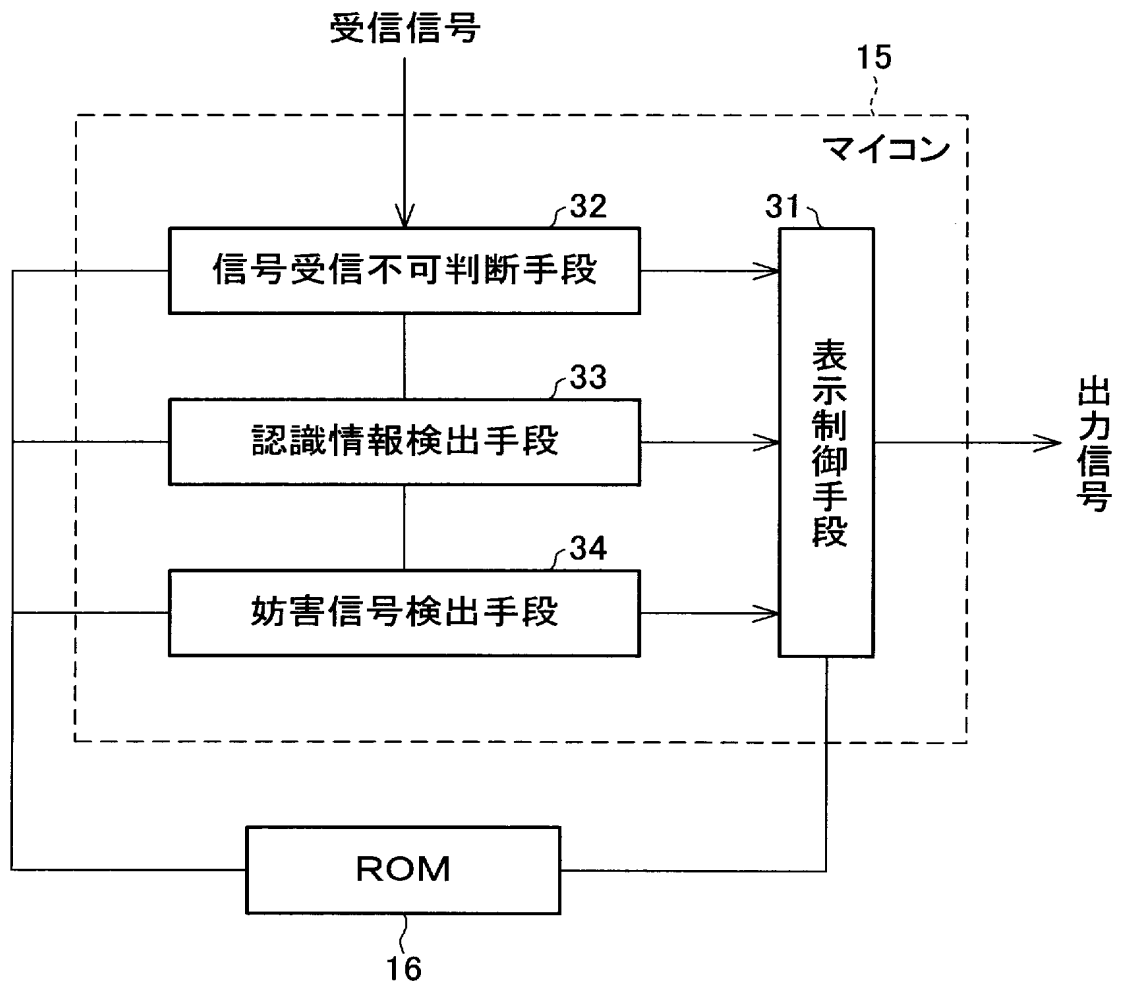 受信信号
15
マイコン
32
31
信号受信不可判断手段
33
認識情報検出手段
表示制御手段
出力信号
34
妨害信号検出手段
ROM
16